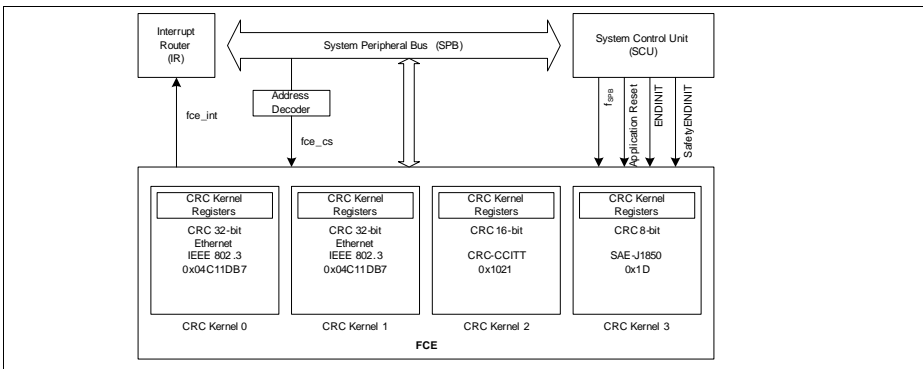 Interrupt
Router
(IR)
System Peripheral Bus (SPB)
System Control Unit
(SCU)
Address
Decoder
fce_int
fce_cs
fSPB
Application Reset
ENDINIT
SafetyENDINIT
CRC Kernel
Registers
CRC 32-bit
Ethernet
IEEE 802.3
0x04C11DB7
CRC Kernel
Registers
CRC 32-bit
Ethernet
IEEE 802.3
0x04C11DB7
CRC Kernel
Registers
CRC 16-bit
CRC-CCITT
0x1021
CRC Kernel
Registers
CRC 8-bit
SAE-J1850
0x1D
CRC Kernel 0
CRC Kernel 1
CRC Kernel 2
CRC Kernel 3
FCE